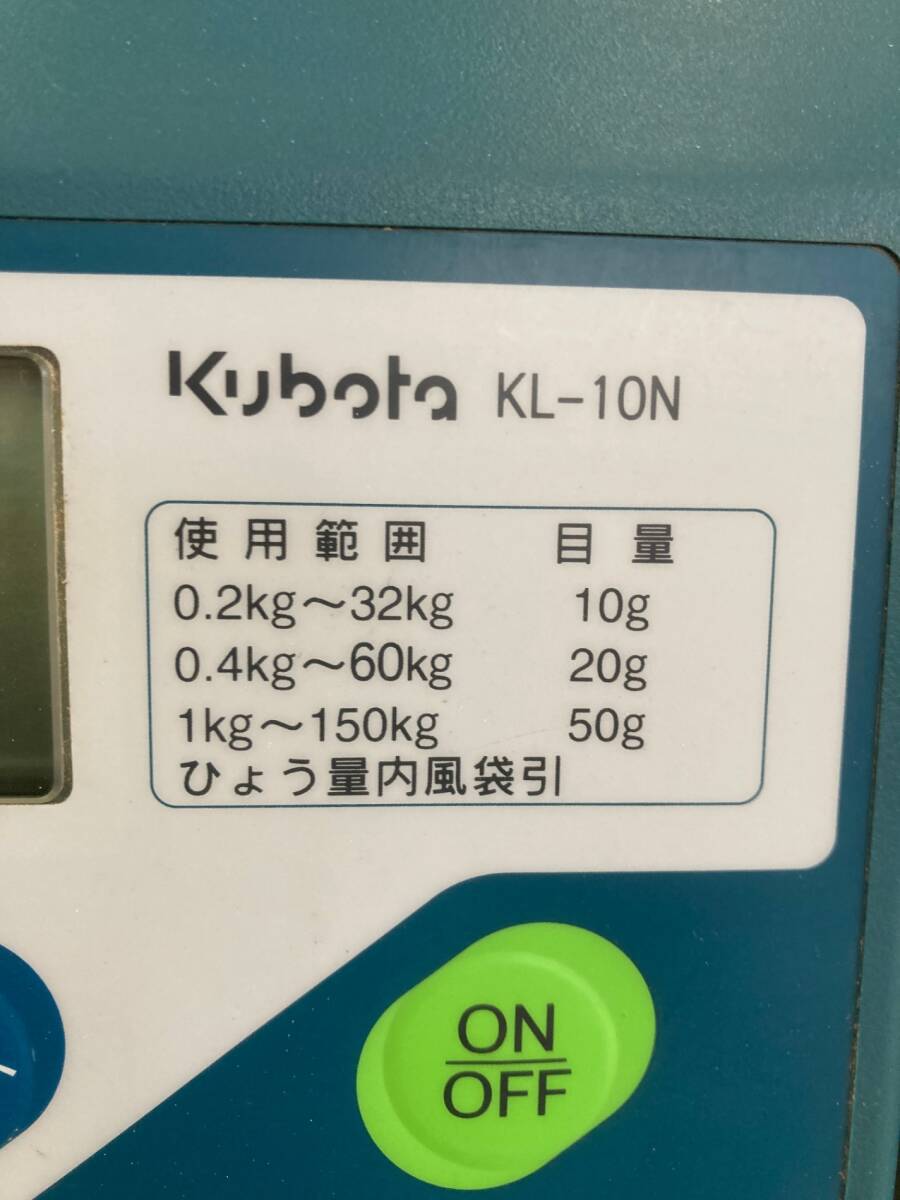 Kubota KL-10N
使用範囲 目量
0.2kg～32kg 10g
0.4kg～60kg 20g
1kg～150kg 50g
ひょう量内風袋引
ON
OFF